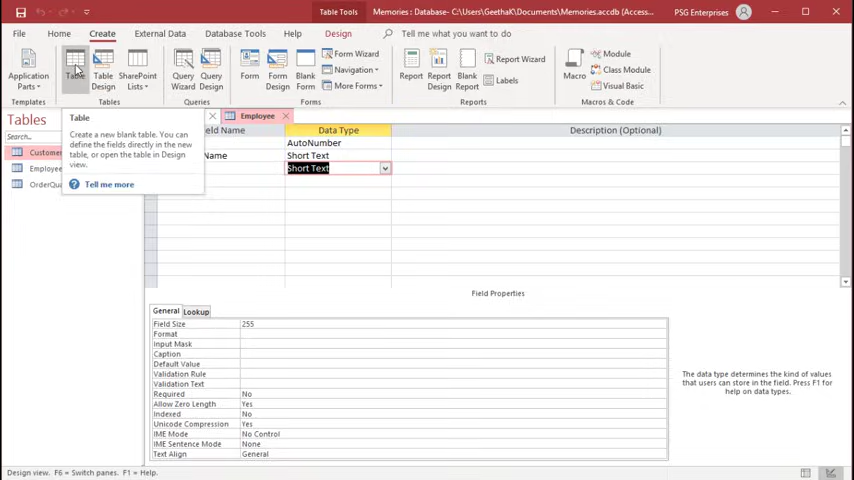 Table Tools
Memories : Database- C:\Users\GeethaK\Documents\Memories.accdb (Access...
PSG Enterprises
File
Home
Create
External Data
Database Tools
Help
Design
Tell me what you want to do
Application Parts
Table
Table Design
SharePoint Lists
Query Wizard
Query Design
Form
Form Design
Blank Form
Form Wizard
Navigation
More Forms
Report
Report Design
Blank Report
Report Wizard
Labels
Macro
Module
Class Module
Visual Basic
Templates
Tables
Queries
Forms
Reports
Macros & Code
Tables
Search...
Customer
Employee
OrderQua
Table
Create a new blank table. You can
define the fields directly in the new
table, or open the table in Design
view.
Tell me more
Employee
eld Name
Data Type
Description (Optional)
AutoNumber
Name
Short Text
Short Text
Field Properties
General
Lookup
Field Size 255
Format
Input Mask
Caption
Default Value
Validation Rule
Validation Text
Required No
Allow Zero Length Yes
Indexed No
Unicode Compression Yes
IME Mode No Control
IME Sentence Mode None
Text Align General
The data type determines the kind of values
that users can store in the field. Press F1 for
help on data types.
Design view. F6 = Switch panes. F1 = Help.